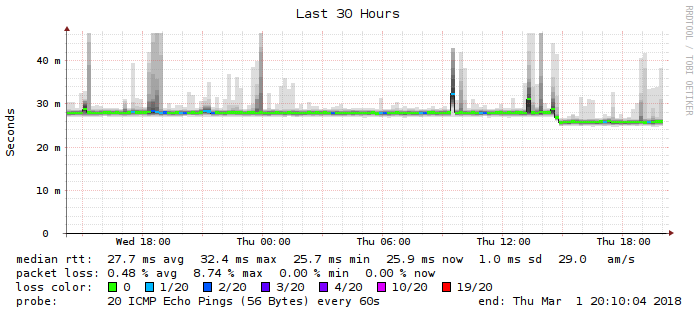 Last 30 Hours
RRDTOOL / TOBI OETIKER
Seconds
40 m
30 m
20 m
10 m
0
Wed 18:00 Thu 00:00 Thu 06:00 Thu 12:00 Thu 18:00
median rtt: 27.7 ms avg 32.4 ms max 25.7 ms min 25.9 ms now 1.0 ms sd 29.0 am/s
packet loss: 0.48 % avg 8.74 % max 0.00 % min 0.00 % now
loss color: 0 1/20 2/20 3/20 4/20 10/20 19/20
probe: 20 ICMP Echo Pings (56 Bytes) every 60s end: Thu Mar 1 20:10:04 2018